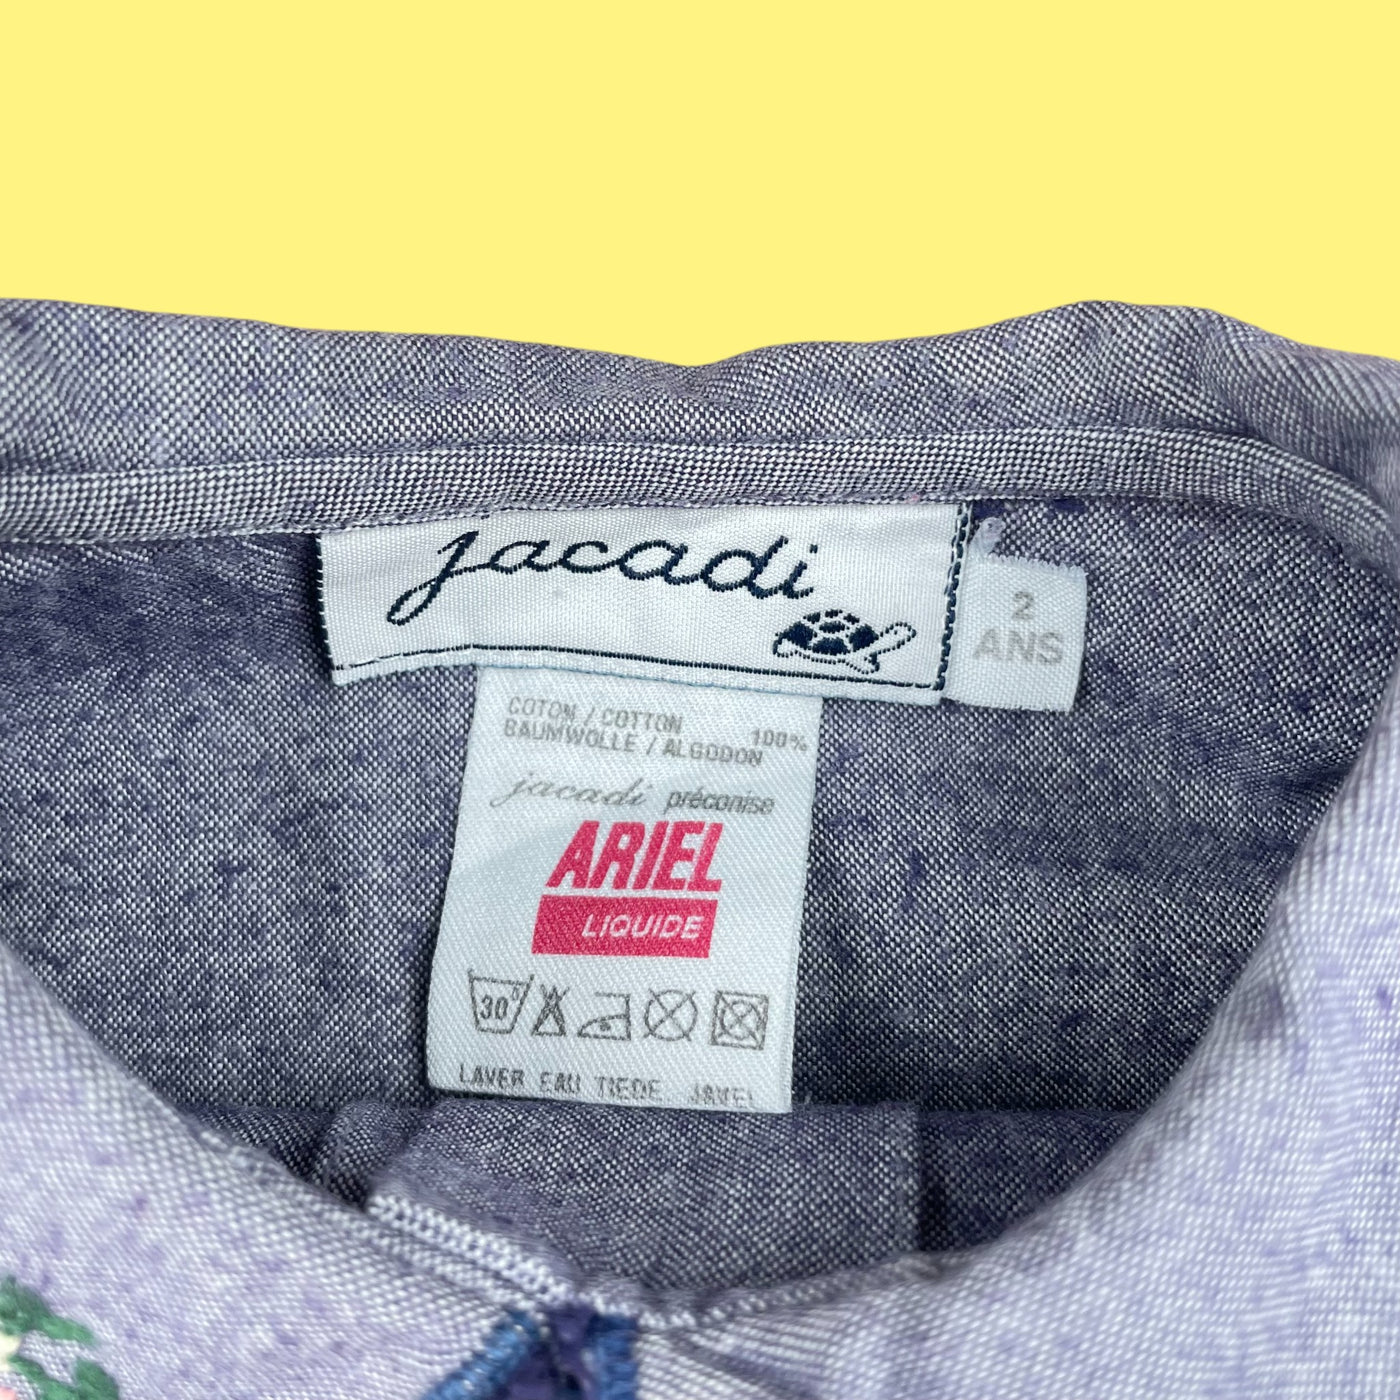 jacadi
2
ANS
COTON / COTTON
BAUMWOLLE / ALGODON 100%
jacadi préconise
ARIEL
LIQUIDE
30°
LAVER EAU TIEDE JAVEL